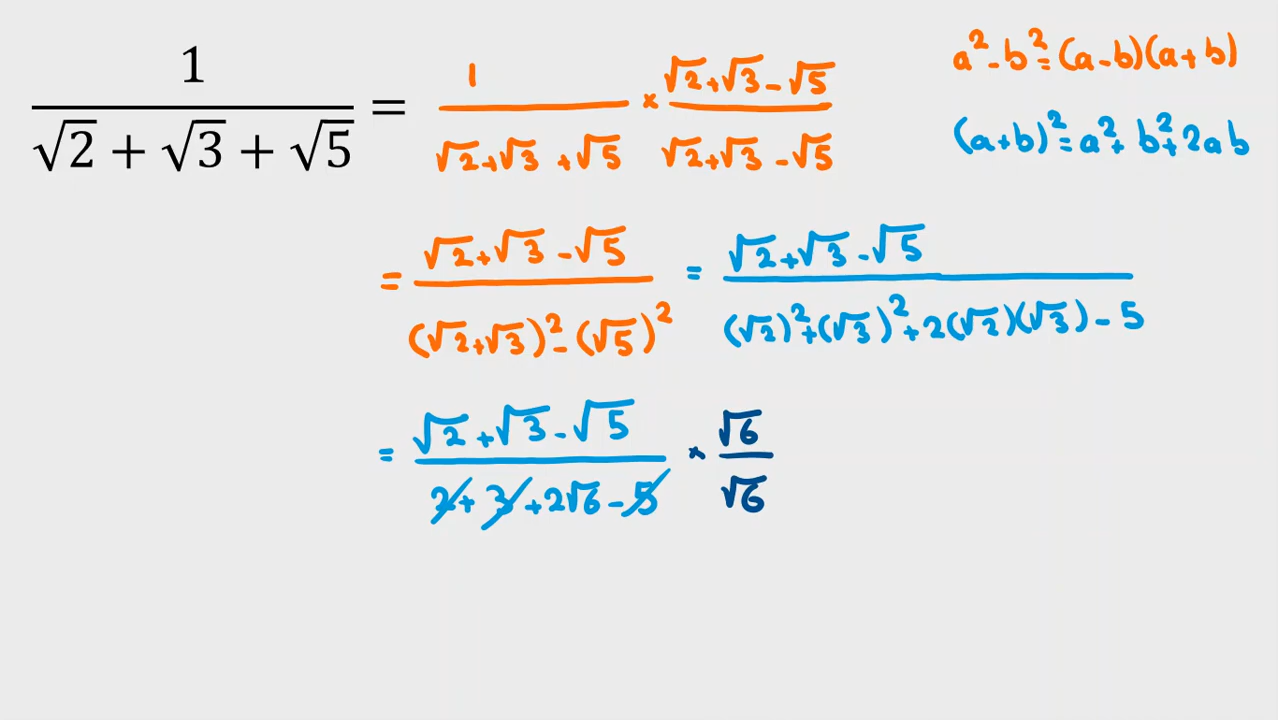 1/(√2 + √3 + √5) = 1/(√2+√3+√5) × (√2+√3-√5)/(√2+√3-√5)
a²-b²=(a-b)(a+b)
(a+b)²=a²+b²+2ab
= (√2+√3-√5)/((√2+√3)²-(√5)²) = (√2+√3-√5)/((√2)²+(√3)²+2(√2)(√3)-5)
= (√2+√3-√5)/(2+3+2√6-5) × √6/√6